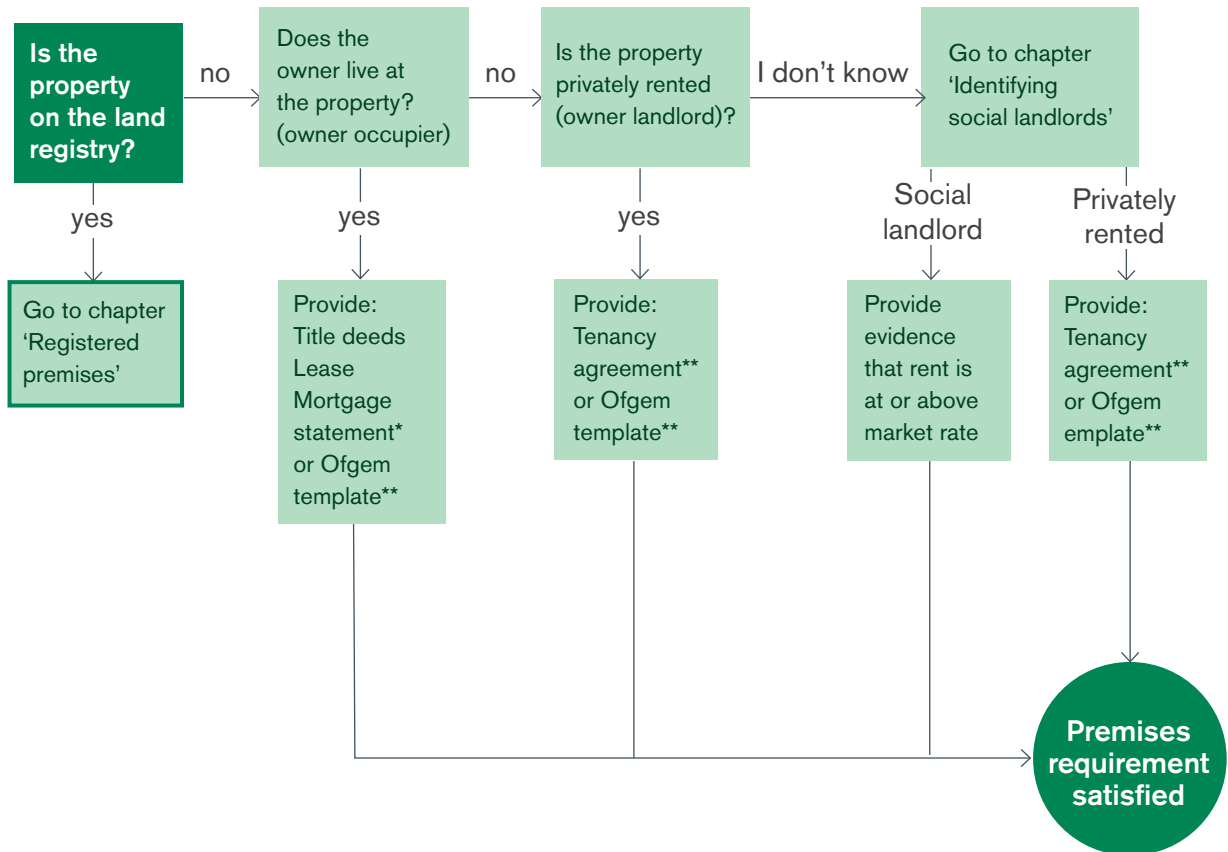 Is the
property
on the land
registry?
no
Does the
owner live at
the property?
(owner occupier)
no
Is the property
privately rented
(owner landlord)?
I don't know
Go to chapter
‘Identifying
social landlords’
yes
yes
yes
Social
landlord
Privately
rented
Go to chapter
‘Registered
premises’
Provide:
Title deeds
Lease
Mortgage
statement*
or Ofgem
template**
Provide:
Tenancy
agreement**
or Ofgem
template**
Provide
evidence
that rent is
at or above
market rate
Provide:
Tenancy
agreement**
or Ofgem
emplate**
Premises
requirement
satisfied